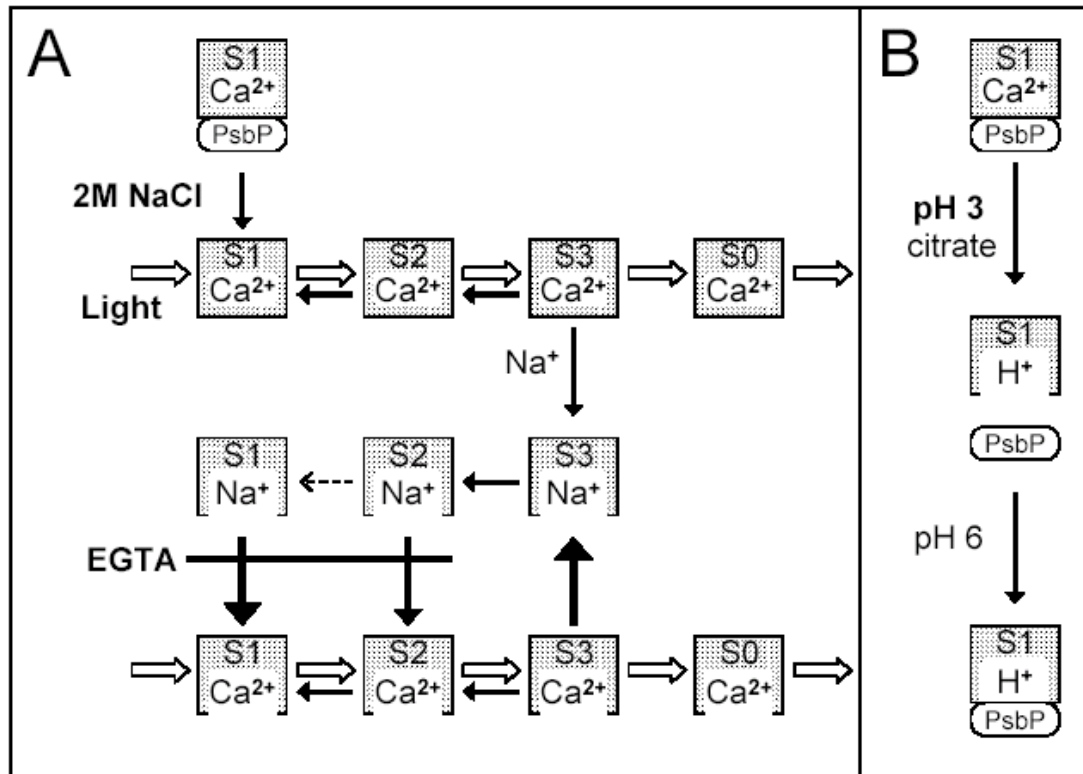 A
S1
Ca²⁺
PsbP
2M NaCl
S1
Ca²⁺
S2
Ca²⁺
S3
Ca²⁺
S0
Ca²⁺
Light
Na⁺
S1
Na⁺
S2
Na⁺
S3
Na⁺
EGTA
S1
Ca²⁺
S2
Ca²⁺
S3
Ca²⁺
S0
Ca²⁺
B
S1
Ca²⁺
PsbP
pH 3
citrate
S1
H⁺
PsbP
pH 6
S1
H⁺
PsbP